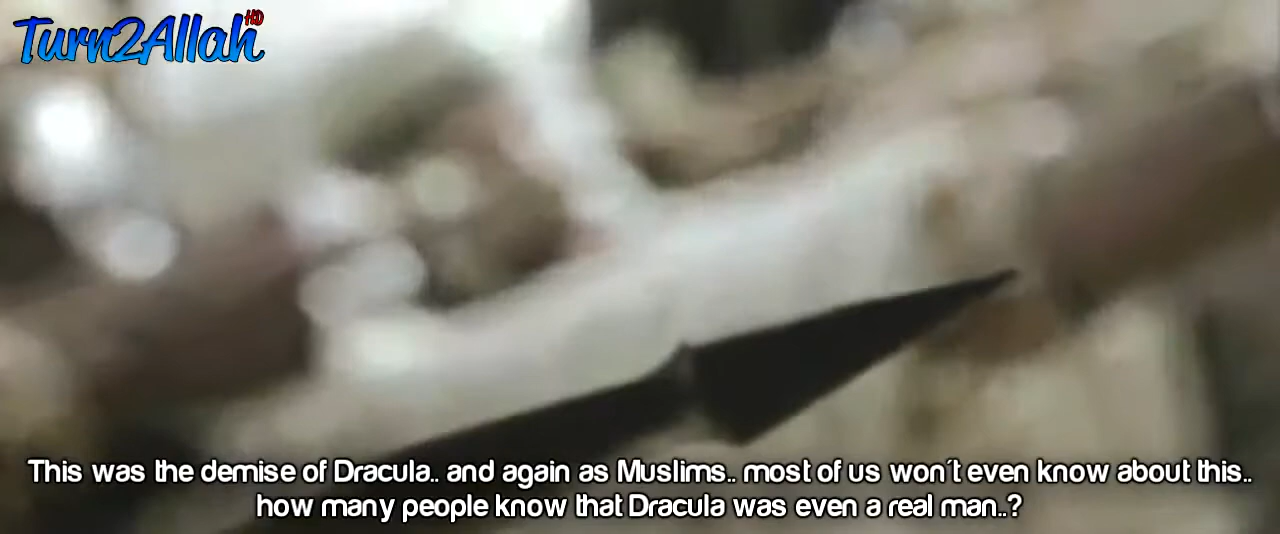 Turn2Allah HD
This was the demise of Dracula.. and again as Muslims.. most of us won´t even know about this..
how many people know that Dracula was even a real man..?